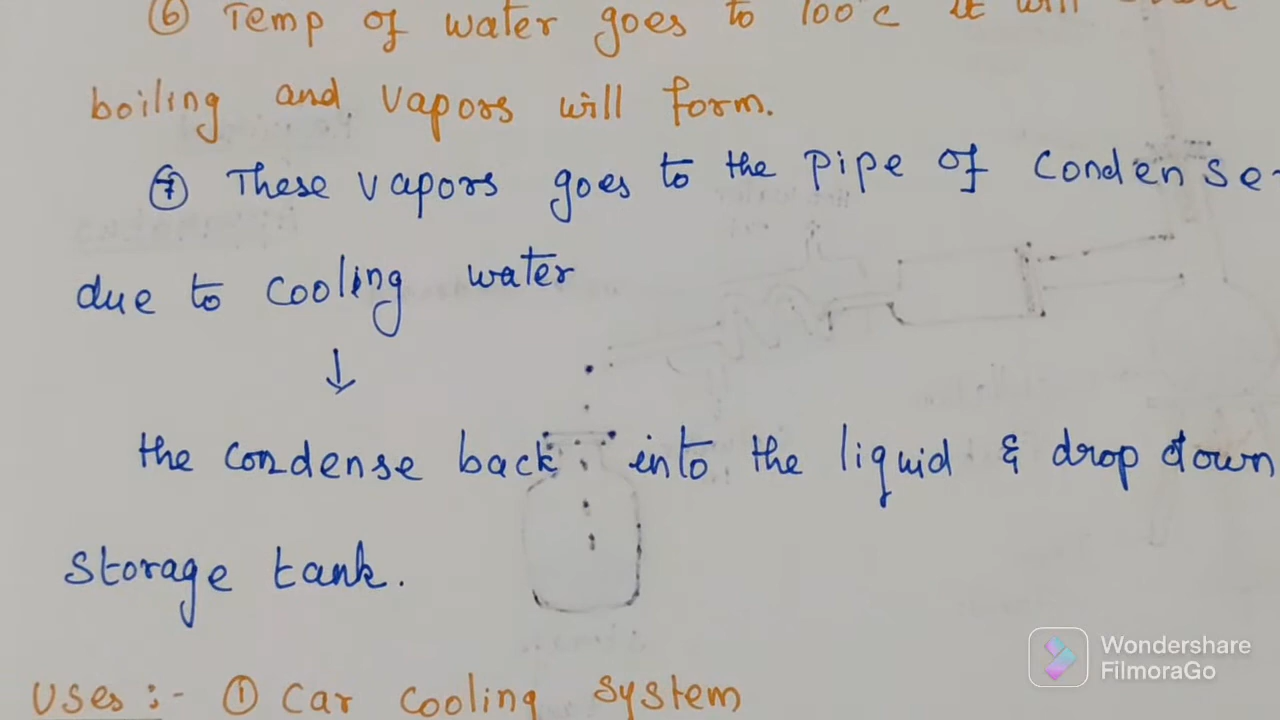 ⑥ Temp of water goes to 100°C it will
boiling and vapors will form.
⑦ These vapors goes to the pipe of condense-
due to cooling water
↓
the condense back into the liquid & drop down
storage tank.
Uses :- ① Car cooling system
Wondershare
FilmoraGo